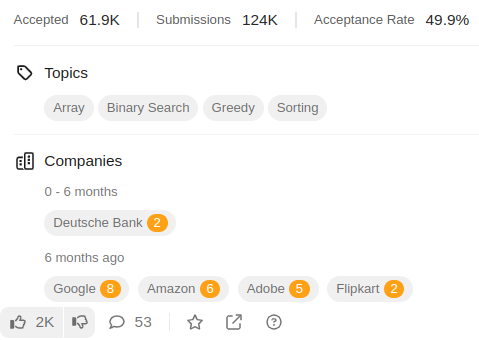 Accepted 61.9K Submissions 124K Acceptance Rate 49.9%
Topics
Array Binary Search Greedy Sorting
Companies
0 - 6 months
Deutsche Bank 2
6 months ago
Google 8 Amazon 6 Adobe 5 Flipkart 2
2K 53